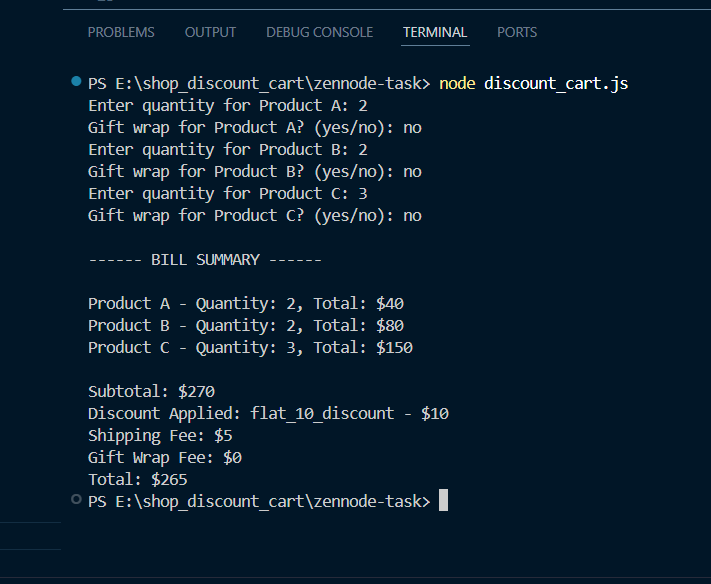 PROBLEMS OUTPUT DEBUG CONSOLE TERMINAL PORTS
PS E:\shop_discount_cart\zennode-task> node discount_cart.js
Enter quantity for Product A: 2
Gift wrap for Product A? (yes/no): no
Enter quantity for Product B: 2
Gift wrap for Product B? (yes/no): no
Enter quantity for Product C: 3
Gift wrap for Product C? (yes/no): no
------ BILL SUMMARY ------
Product A - Quantity: 2, Total: $40
Product B - Quantity: 2, Total: $80
Product C - Quantity: 3, Total: $150
Subtotal: $270
Discount Applied: flat_10_discount - $10
Shipping Fee: $5
Gift Wrap Fee: $0
Total: $265
PS E:\shop_discount_cart\zennode-task>